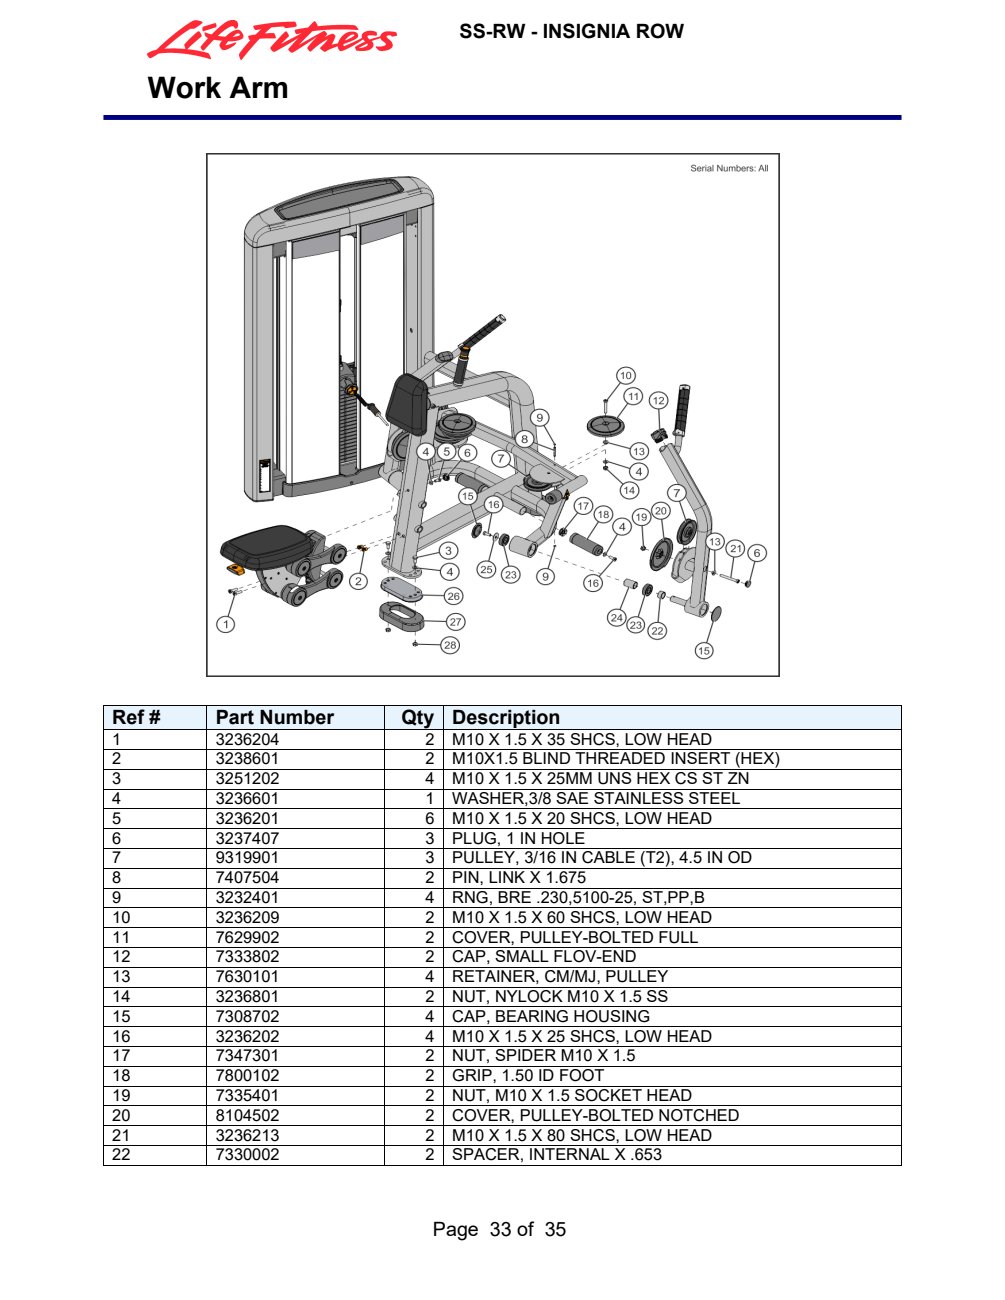 Life Fitness
SS-RW - INSIGNIA ROW
Work Arm
Serial Numbers: All
10
11
12
9
8
13
4
5
6
7
4
14
7
15
16
17
18
19
20
4
13
21
6
3
4
25
23
9
16
2
26
24
23
22
1
27
28
15
Ref # Part Number Qty Description
1 3236204 2 M10 X 1.5 X 35 SHCS, LOW HEAD
2 3238601 2 M10X1.5 BLIND THREADED INSERT (HEX)
3 3251202 4 M10 X 1.5 X 25MM UNS HEX CS ST ZN
4 3236601 1 WASHER,3/8 SAE STAINLESS STEEL
5 3236201 6 M10 X 1.5 X 20 SHCS, LOW HEAD
6 3237407 3 PLUG, 1 IN HOLE
7 9319901 3 PULLEY, 3/16 IN CABLE (T2), 4.5 IN OD
8 7407504 2 PIN, LINK X 1.675
9 3232401 4 RNG, BRE .230,5100-25, ST,PP,B
10 3236209 2 M10 X 1.5 X 60 SHCS, LOW HEAD
11 7629902 2 COVER, PULLEY-BOLTED FULL
12 7333802 2 CAP, SMALL FLOV-END
13 7630101 4 RETAINER, CM/MJ, PULLEY
14 3236801 2 NUT, NYLOCK M10 X 1.5 SS
15 7308702 4 CAP, BEARING HOUSING
16 3236202 4 M10 X 1.5 X 25 SHCS, LOW HEAD
17 7347301 2 NUT, SPIDER M10 X 1.5
18 7800102 2 GRIP, 1.50 ID FOOT
19 7335401 2 NUT, M10 X 1.5 SOCKET HEAD
20 8104502 2 COVER, PULLEY-BOLTED NOTCHED
21 3236213 2 M10 X 1.5 X 80 SHCS, LOW HEAD
22 7330002 2 SPACER, INTERNAL X .653
Page 33 of 35